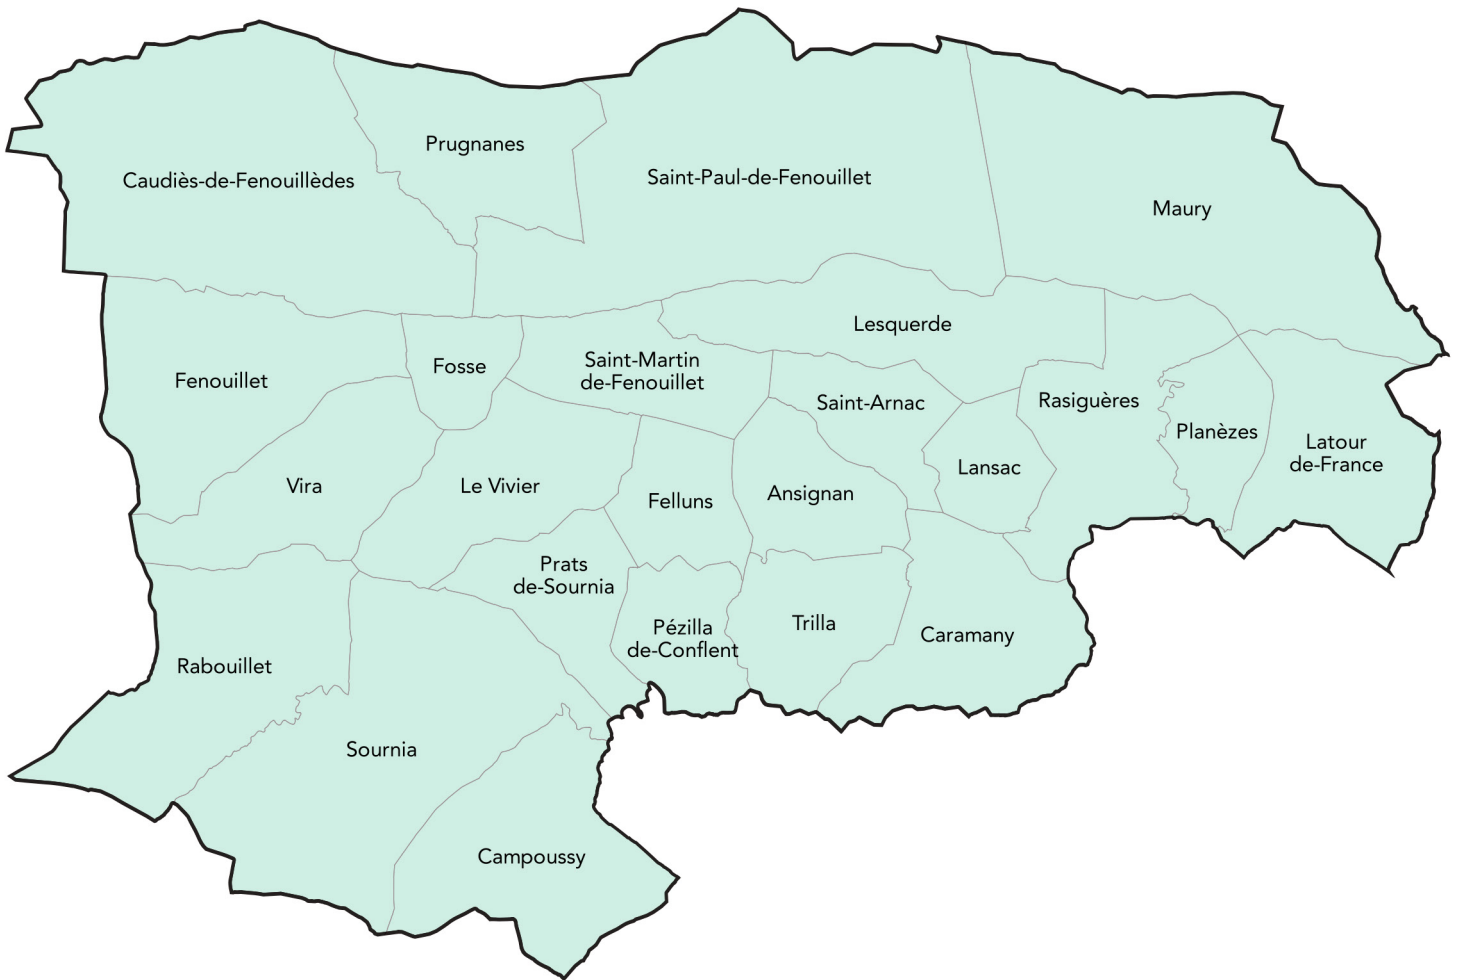 Prugnanes
Caudiès-de-Fenouillèdes
Saint-Paul-de-Fenouillet
Maury
Lesquerde
Fosse
Saint-Martin
de-Fenouillet
Fenouillet
Saint-Arnac
Rasiguères
Planèzes
Latour
de-France
Lansac
Vira
Le Vivier
Felluns
Ansignan
Prats
de-Sournia
Pézilla
de-Conflent
Trilla
Caramany
Rabouillet
Sournia
Campoussy